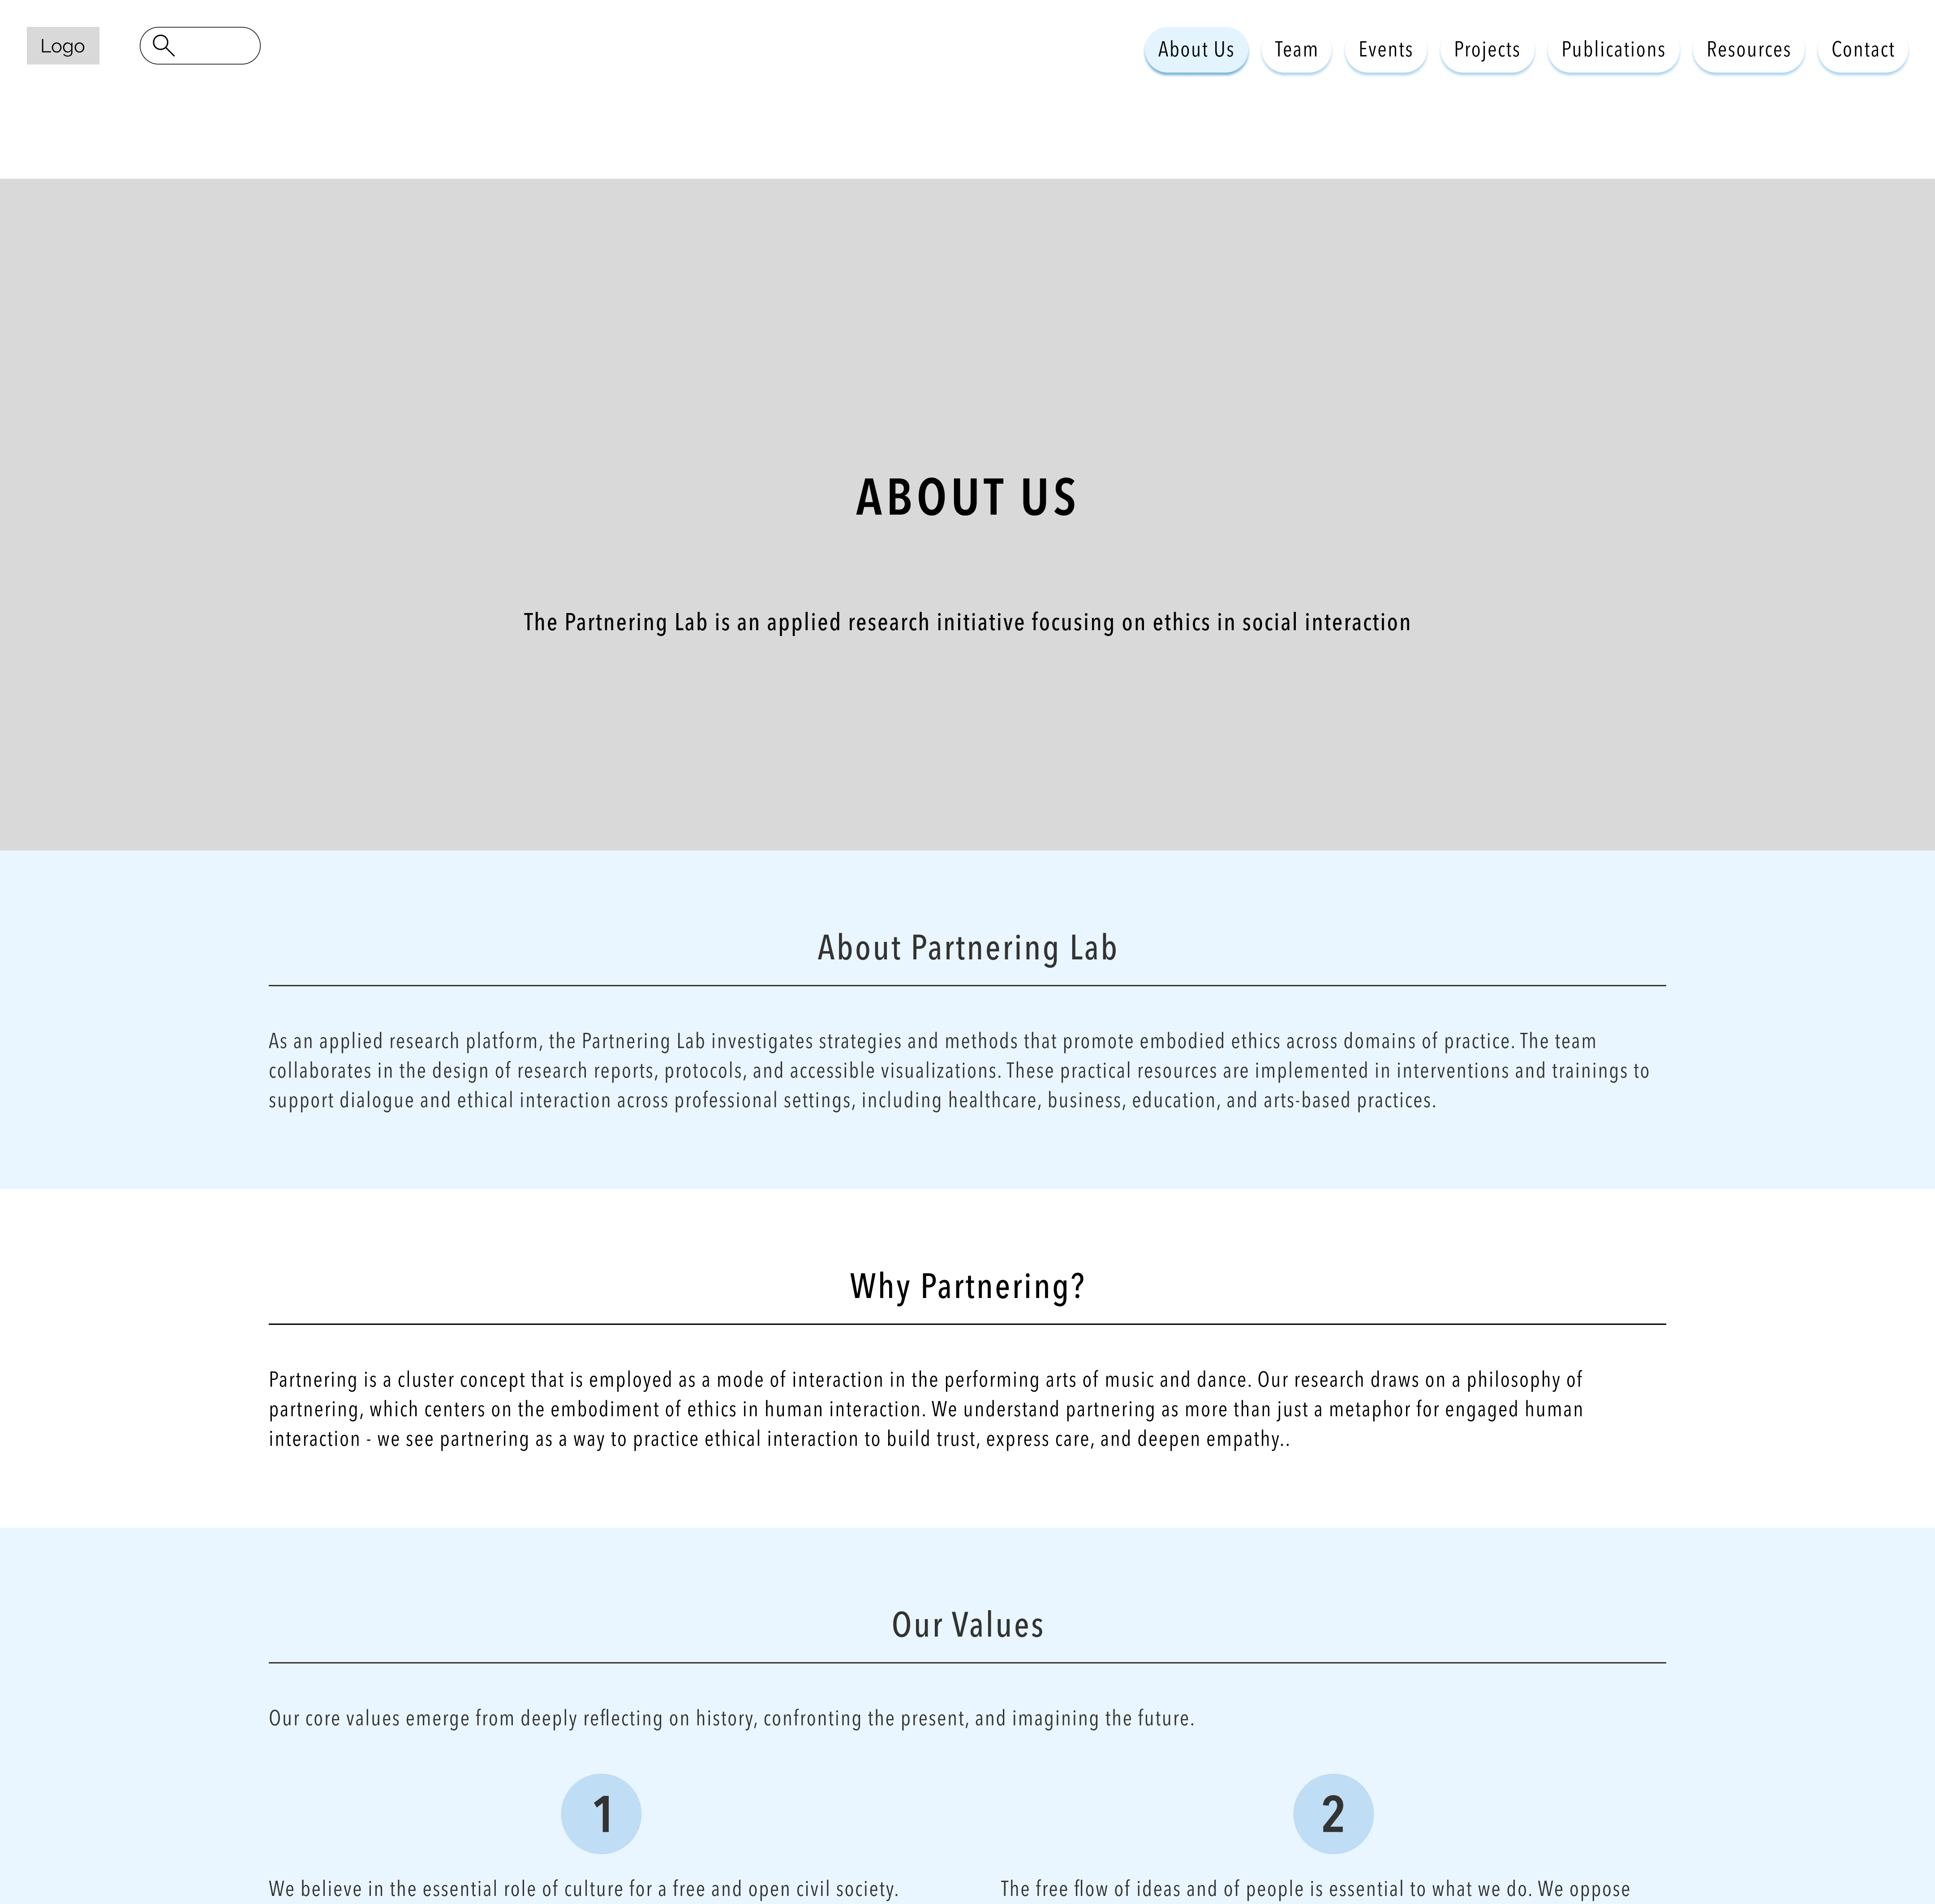 Logo
About Us
Team
Events
Projects
Publications
Resources
Contact
ABOUT US
The Partnering Lab is an applied research initiative focusing on ethics in social interaction
About Partnering Lab
As an applied research platform, the Partnering Lab investigates strategies and methods that promote embodied ethics across domains of practice. The team
collaborates in the design of research reports, protocols, and accessible visualizations. These practical resources are implemented in interventions and trainings to
support dialogue and ethical interaction across professional settings, including healthcare, business, education, and arts-based practices.
Why Partnering?
Partnering is a cluster concept that is employed as a mode of interaction in the performing arts of music and dance. Our research draws on a philosophy of
partnering, which centers on the embodiment of ethics in human interaction. We understand partnering as more than just a metaphor for engaged human
interaction - we see partnering as a way to practice ethical interaction to build trust, express care, and deepen empathy..
Our Values
Our core values emerge from deeply reflecting on history, confronting the present, and imagining the future.
1
We believe in the essential role of culture for a free and open civil society.
2
The free flow of ideas and of people is essential to what we do. We oppose